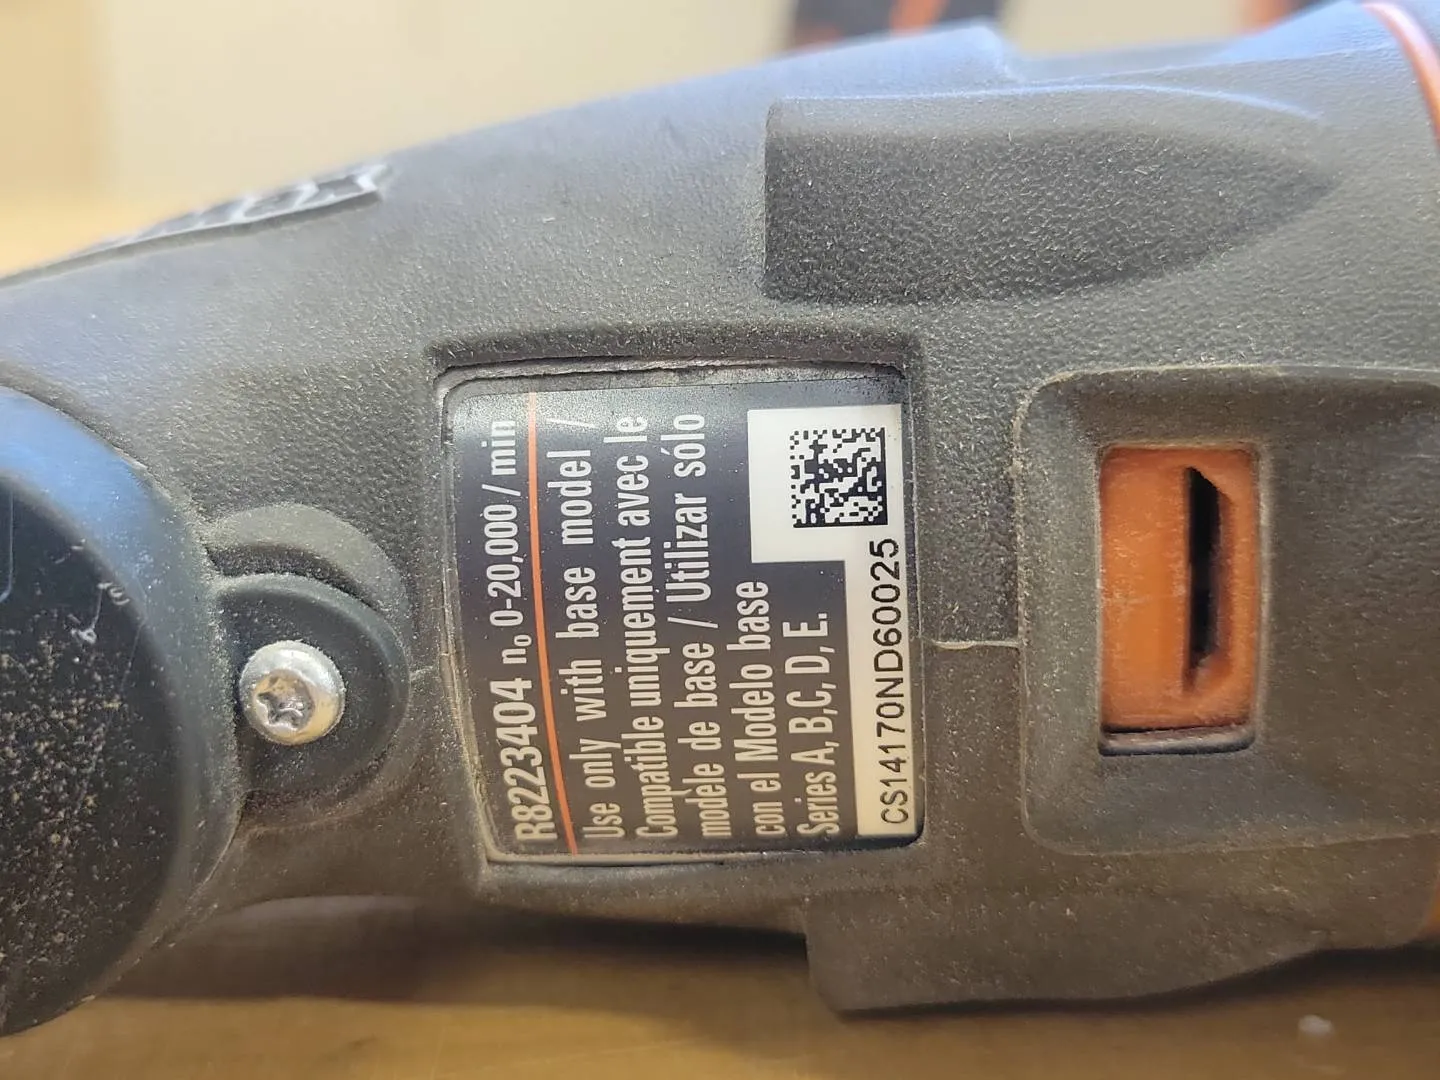 R8223404 n₀ 0-20,000 / min
Use only with base model /
Compatible uniquement avec le
modèle de base / Utilizar sólo
con el Modelo base
Series A, B,C, D, E.
CS14170ND60025